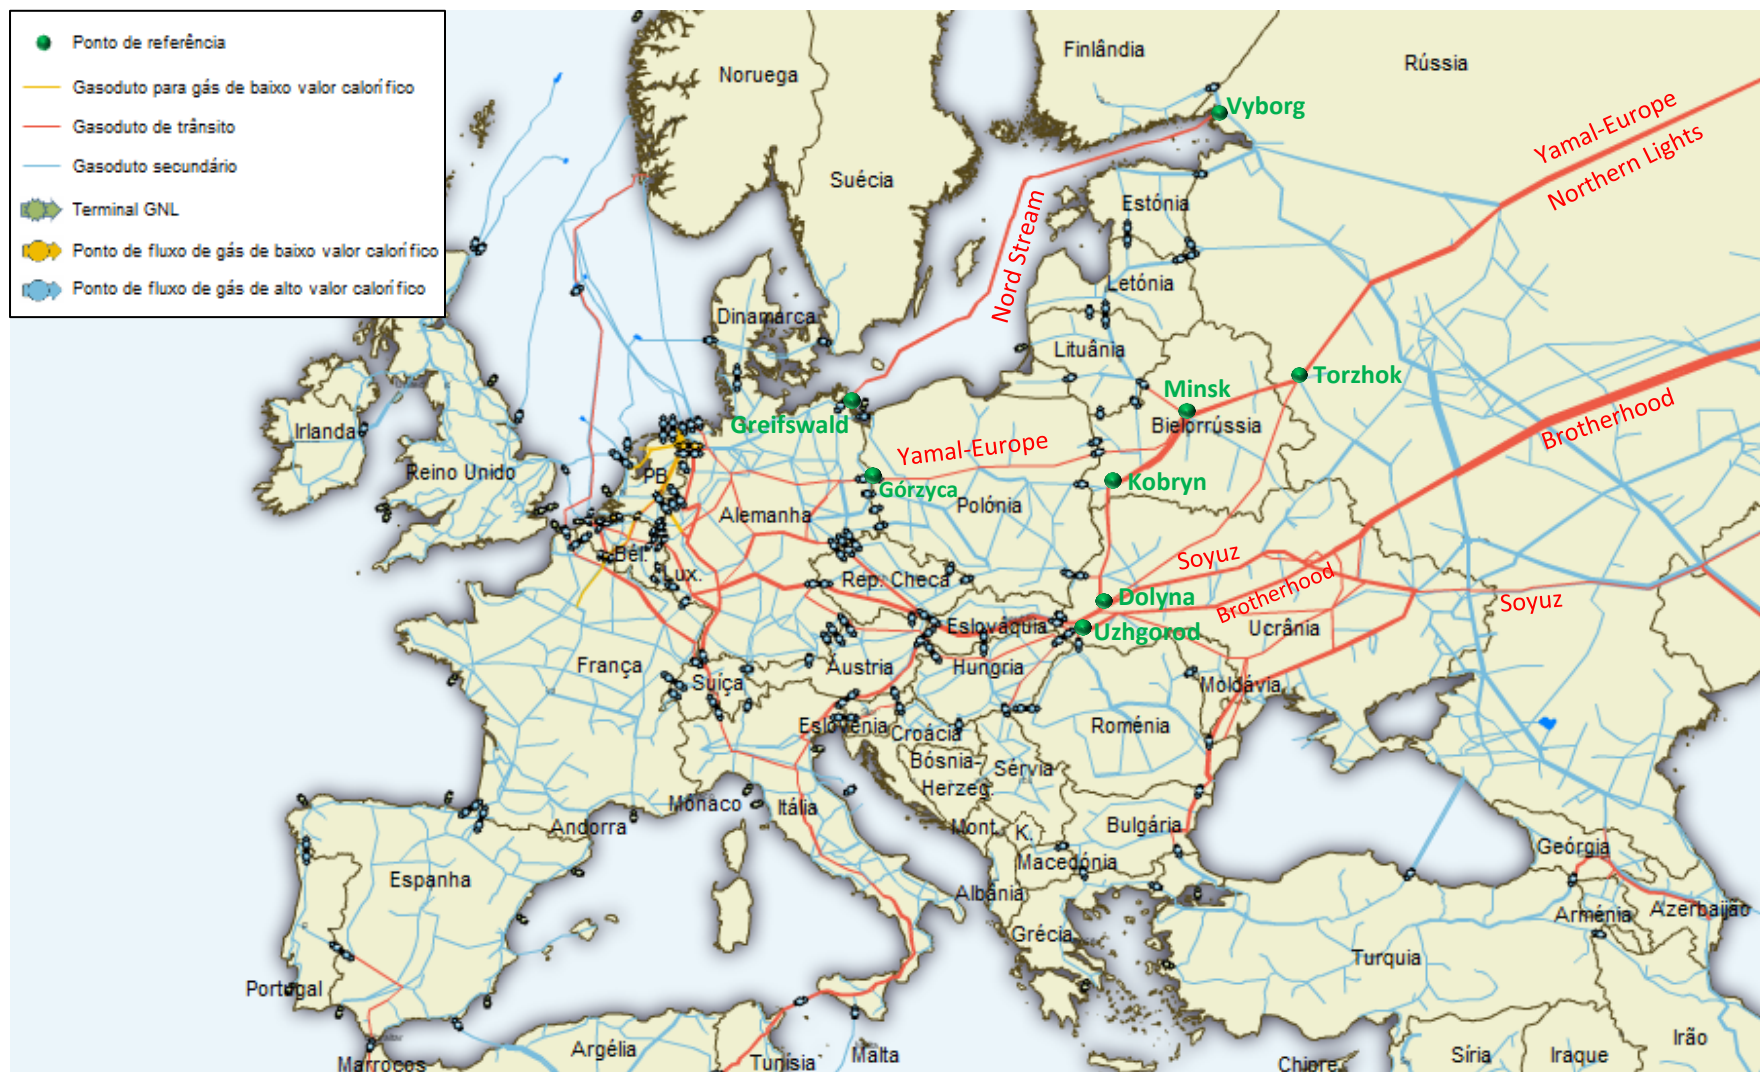 Ponto de referência
Gasoduto para gás de baixo valor calorífico
Gasoduto de trânsito
Gasoduto secundário
Terminal GNL
Ponto de fluxo de gás de baixo valor calorífico
Ponto de fluxo de gás de alto valor calorífico
Noruega
Finlândia
Rússia
Vyborg
Yamal-Europe
Northern Lights
Suécia
Estónia
Nord Stream
Letónia
Dinamarca
Lituânia
Minsk
Torzhok
Bielorrússia
Greifswald
Brotherhood
Irlanda
Reino Unido
PB
Yamal-Europe
Górzyca
Kobryn
Polónia
Alemanha
Bél.
Lux.
Rep. Checa
Soyuz
Dolyna
Brotherhood
Soyuz
Eslováquia
Uzhgorod
Ucrânia
França
Suíça
Austria
Hungria
Moldávia
Eslovénia
Croácia
Roménia
Bósnia-
Herzeg.
Sérvia
Mónaco
Itália
Andorra
Mont.
K.
Bulgária
Macedónia
Geórgia
Espanha
Albânia
Arménia
Azerbaijão
Grécia
Turquia
Portugal
Argélia
Tunísia
Malta
Marrocos
Chipre
Síria
Iraque
Irão